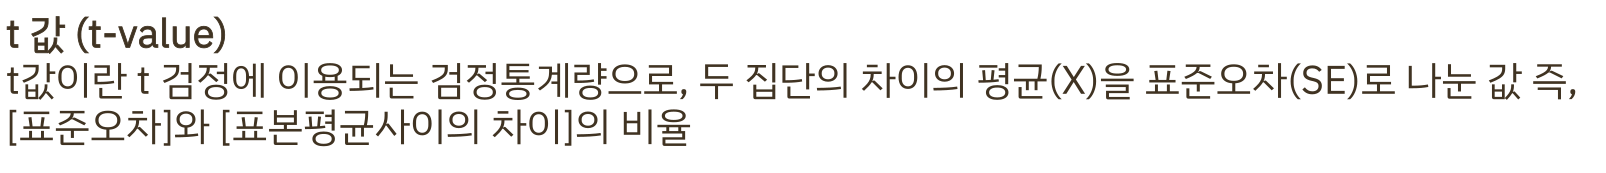 t 값 (t-value)
t값이란 t 검정에 이용되는 검정통계량으로, 두 집단의 차이의 평균(X)을 표준오차(SE)로 나눈 값 즉,
[표준오차]와 [표본평균사이의 차이]의 비율